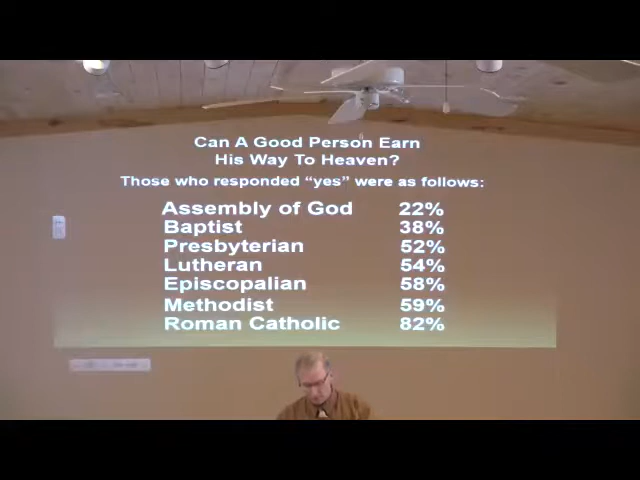 Can A Good Person Earn
His Way To Heaven?
Those who responded “yes” were as follows:
Assembly of God 22%
Baptist 38%
Presbyterian 52%
Lutheran 54%
Episcopalian 58%
Methodist 59%
Roman Catholic 82%